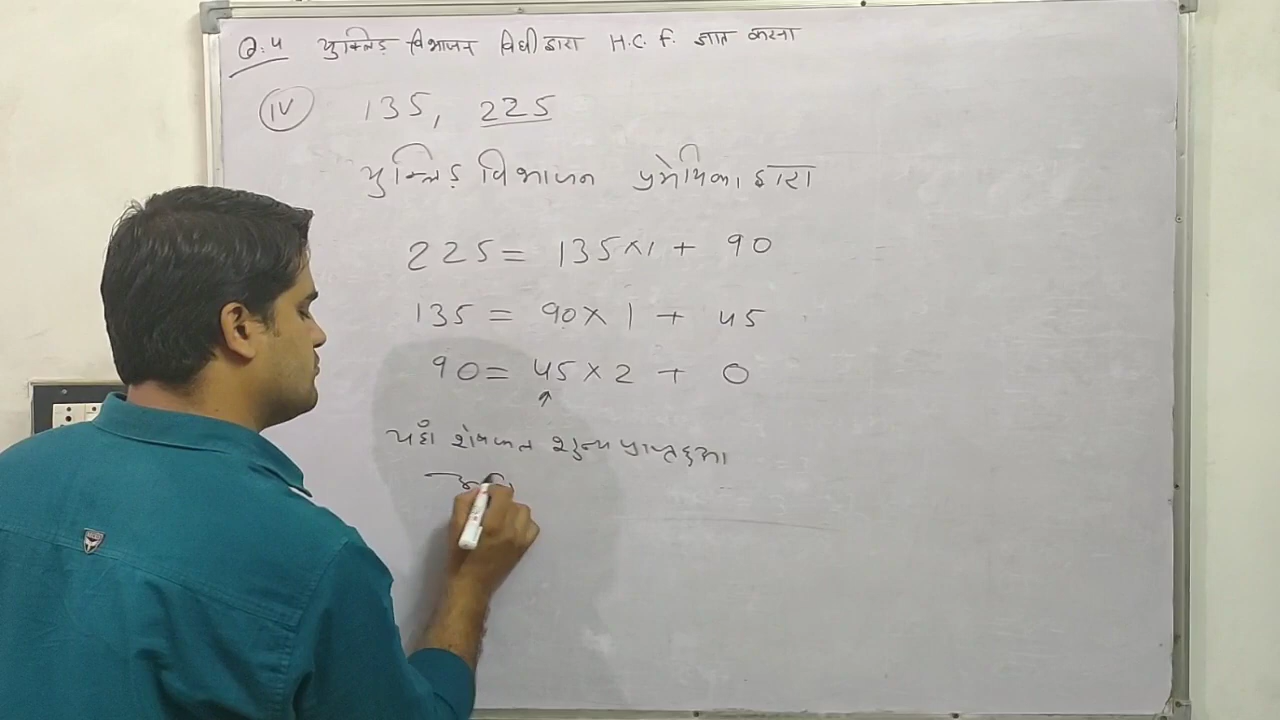 Q:4 युक्लिड विभाजन विधी द्वारा H.C.F. ज्ञात करना
IV 135, 225
युक्लिड विभाजन प्रमेयिका द्वारा
225 = 135 × 1 + 90
135 = 90 × 1 + 45
90 = 45 × 2 + 0
यहाँ शेषफल शुन्य प्राप्त हुआ